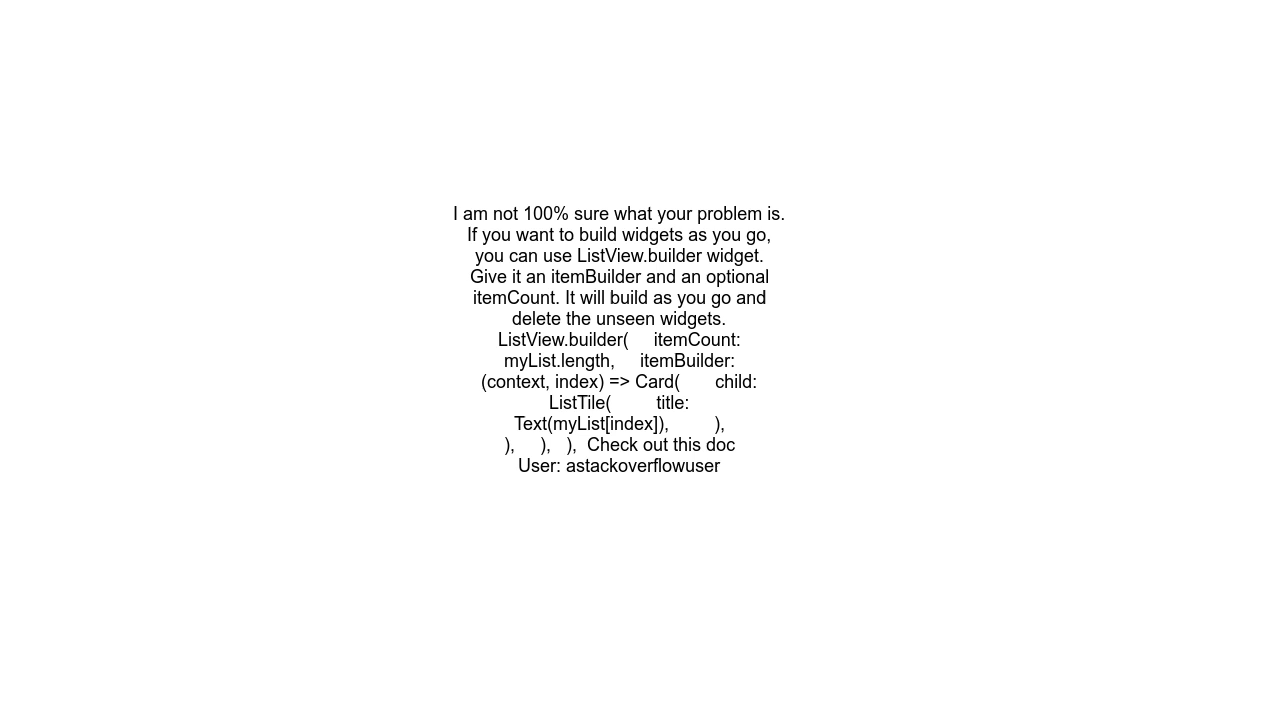 I am not 100% sure what your problem is.
If you want to build widgets as you go,
you can use ListView.builder widget.
Give it an itemBuilder and an optional
itemCount. It will build as you go and
delete the unseen widgets.
ListView.builder(     itemCount:
myList.length,     itemBuilder:
(context, index) => Card(       child:
ListTile(         title:
Text(myList[index]),         ),
),     ),   ),  Check out this doc
User: astackoverflowuser